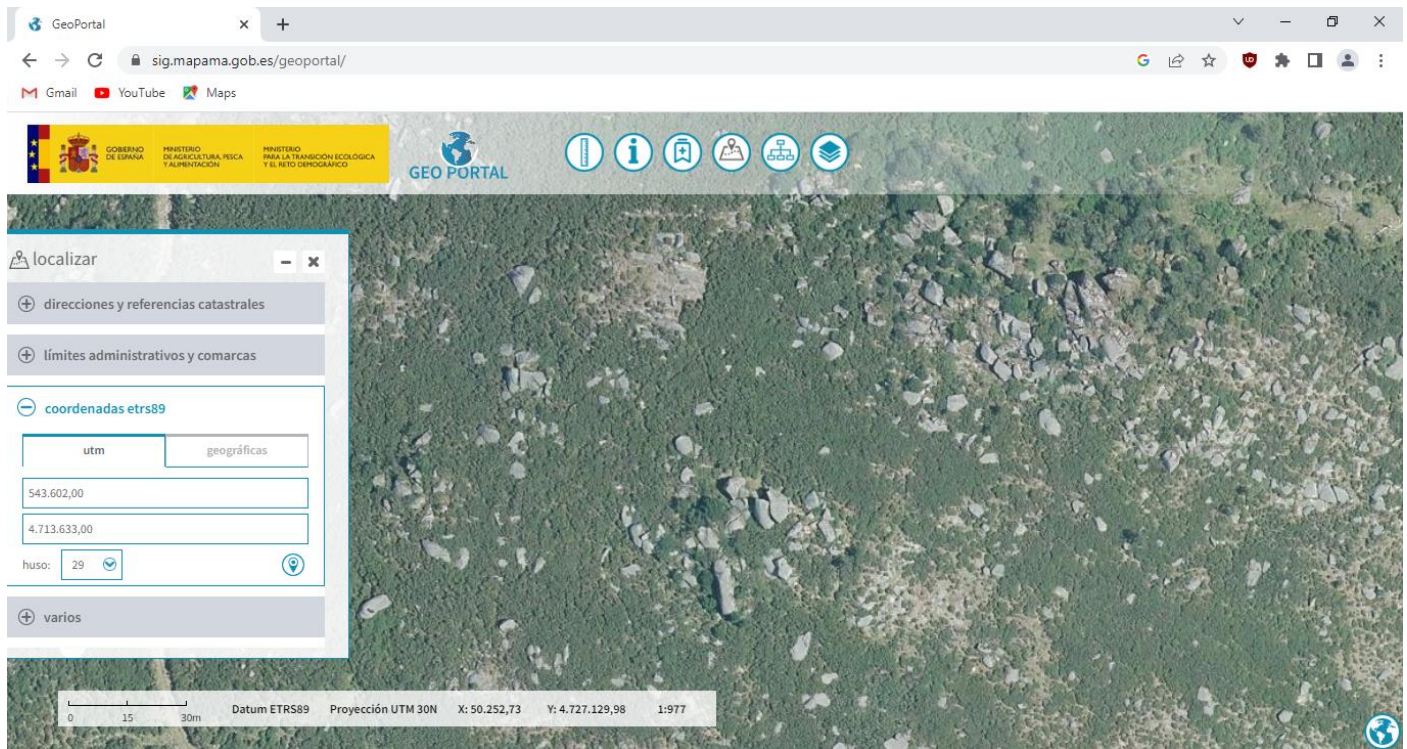 GeoPortal
sig.mapama.gob.es/geoportal/
Gmail YouTube Maps
GOBIERNO DE ESPAÑA
MINISTERIO DE AGRICULTURA, PESCA Y ALIMENTACIÓN
MINISTERIO PARA LA TRANSICIÓN ECOLÓGICA Y EL RETO DEMOGRÁFICO
GEO PORTAL
localizar
direcciones y referencias catastrales
límites administrativos y comarcas
coordenadas etrs89
utm geográficas
543.602,00
4.713.633,00
huso: 29
varios
0 15 30m Datum ETRS89 Proyección UTM 30N X: 50.252,73 Y: 4.727.129,98 1:977